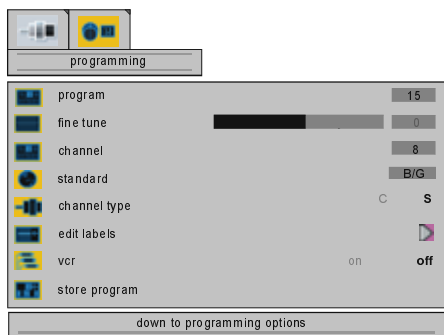 programming
program 15
fine tune 0
channel 8
standard B/G
channel type C S
edit labels
vcr on off
store program
down to programming options